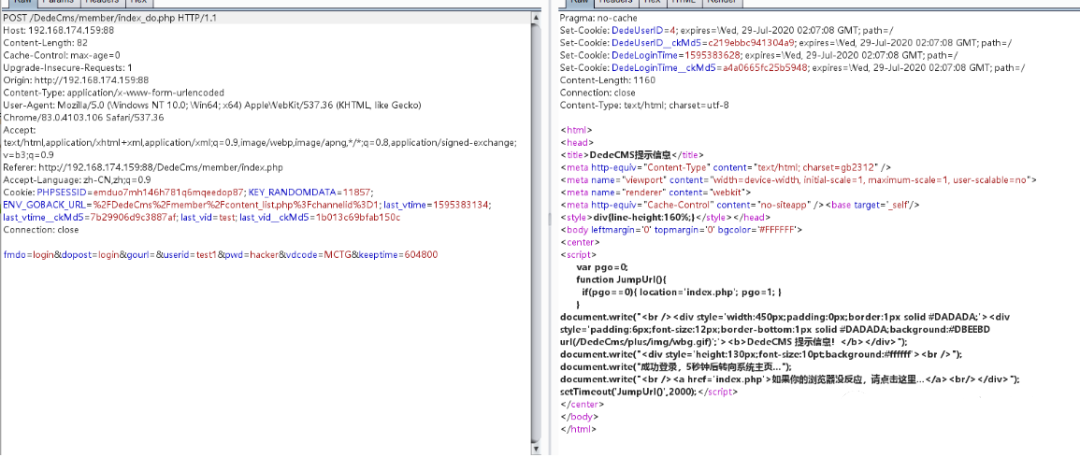 Raw Params Headers Hex
POST /DedeCms/member/index_do.php HTTP/1.1
Host: 192.168.174.159:88
Content-Length: 82
Cache-Control: max-age=0
Upgrade-Insecure-Requests: 1
Origin: http://192.168.174.159:88
Content-Type: application/x-www-form-urlencoded
User-Agent: Mozilla/5.0 (Windows NT 10.0; Win64; x64) AppleWebKit/537.36 (KHTML, like Gecko)
Chrome/83.0.4103.106 Safari/537.36
Accept:
text/html,application/xhtml+xml,application/xml;q=0.9,image/webp,image/apng,*/*;q=0.8,application/signed-exchange;
v=b3;q=0.9
Referer: http://192.168.174.159:88/DedeCms/member/index.php
Accept-Language: zh-CN,zh;q=0.9
Cookie: PHPSESSID=emduo7mh146h781q6mqeedop87; KEY_RANDOMDATA=11857;
ENV_GOBACK_URL=%2FDedeCms%2Fmember%2Fcontent_list.php%3Fchannelid%3D1; last_vtime=1595383134;
last_vtime__ckMd5=7b29906d9c3887af; last_vid=test; last_vid__ckMd5=1b013c69bfab150c
Connection: close
fmdo=login&dopost=login&gourl=&userid=test1&pwd=hacker&vdcode=MCTG&keeptime=604800
Raw Headers Hex HTML Render
Pragma: no-cache
Set-Cookie: DedeUserID=4; expires=Wed, 29-Jul-2020 02:07:08 GMT; path=/
Set-Cookie: DedeUserID__ckMd5=c219ebbc941304a9; expires=Wed, 29-Jul-2020 02:07:08 GMT; path=/
Set-Cookie: DedeLoginTime=1595383628; expires=Wed, 29-Jul-2020 02:07:08 GMT; path=/
Set-Cookie: DedeLoginTime__ckMd5=a4a0665fc25b5948; expires=Wed, 29-Jul-2020 02:07:08 GMT; path=/
Content-Length: 1160
Connection: close
Content-Type: text/html; charset=utf-8
<html>
<head>
<title>DedeCMS提示信息</title>
<meta http-equiv="Content-Type" content="text/html; charset=gb2312" />
<meta name="viewport" content="width=device-width, initial-scale=1, maximum-scale=1, user-scalable=no">
<meta name="renderer" content="webkit">
<meta http-equiv="Cache-Control" content="no-siteapp" /><base target='_self'/>
<style>div{line-height:160%;}</style></head>
<body leftmargin='0' topmargin='0' bgcolor='#FFFFFF'>
<center>
<script>
var pgo=0;
function JumpUrl(){
if(pgo==0){ location='index.php'; pgo=1; }
}
document.write("<br /><div style='width:450px;padding:0px;border:1px solid #DADADA;'><div
style='padding:6px;font-size:12px;border-bottom:1px solid #DADADA;background:#DBEEBD
url(/DedeCms/plus/img/wbg.gif)';'><b>DedeCMS 提示信息！</b></div>");
document.write("<div style='height:130px;font-size:10pt;background:#ffffff'><br />");
document.write("成功登录，5秒钟后转向系统主页...");
document.write("<br /><a href='index.php'>如果你的浏览器没反应，请点击这里...</a><br/></div>");
setTimeout('JumpUrl()',2000);</script>
</center>
</body>
</html>